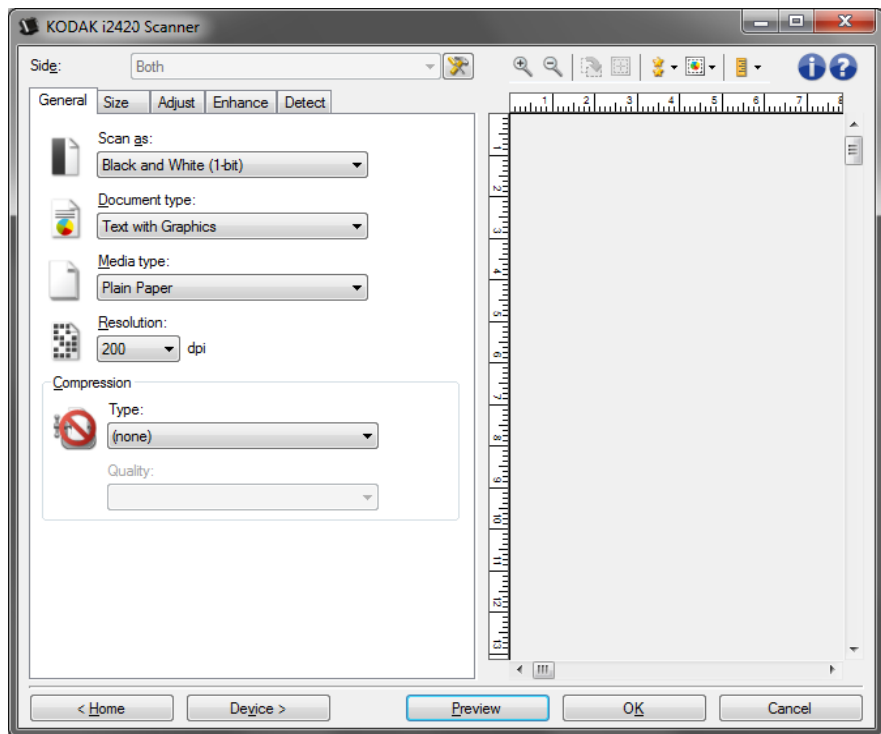 KODAK i2420 Scanner
Side:
Both
General Size Adjust Enhance Detect
Scan as:
Black and White (1-bit)
Document type:
Text with Graphics
Media type:
Plain Paper
Resolution:
200 dpi
Compression
Type:
(none)
Quality:
1 2 3 4 5 6 7 8
1
2
3
4
5
6
7
8
9
10
11
12
13
< Home Device > Preview OK Cancel